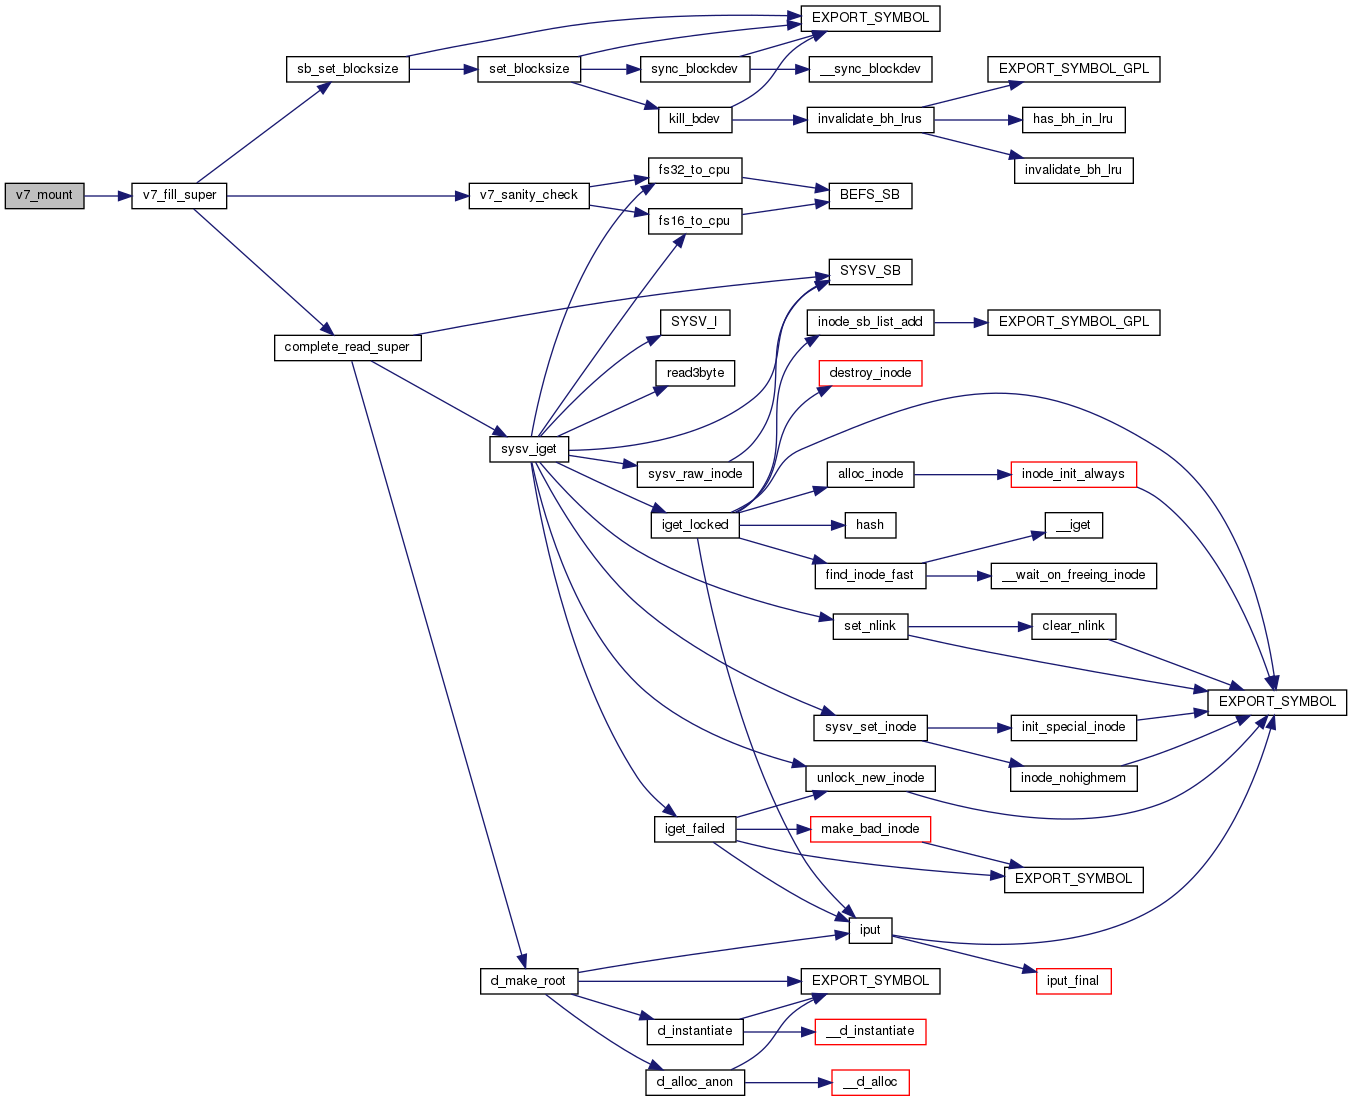 EXPORT_SYMBOL
sb_set_blocksize
set_blocksize
sync_blockdev
__sync_blockdev
EXPORT_SYMBOL_GPL
kill_bdev
invalidate_bh_lrus
has_bh_in_lru
fs32_to_cpu
invalidate_bh_lru
v7_mount
v7_fill_super
v7_sanity_check
BEFS_SB
fs16_to_cpu
SYSV_SB
SYSV_I
inode_sb_list_add
EXPORT_SYMBOL_GPL
complete_read_super
read3byte
destroy_inode
sysv_iget
sysv_raw_inode
alloc_inode
inode_init_always
iget_locked
hash
__iget
find_inode_fast
__wait_on_freeing_inode
set_nlink
clear_nlink
EXPORT_SYMBOL
sysv_set_inode
init_special_inode
unlock_new_inode
inode_nohighmem
iget_failed
make_bad_inode
EXPORT_SYMBOL
iput
d_make_root
EXPORT_SYMBOL
iput_final
d_instantiate
__d_instantiate
d_alloc_anon
__d_alloc